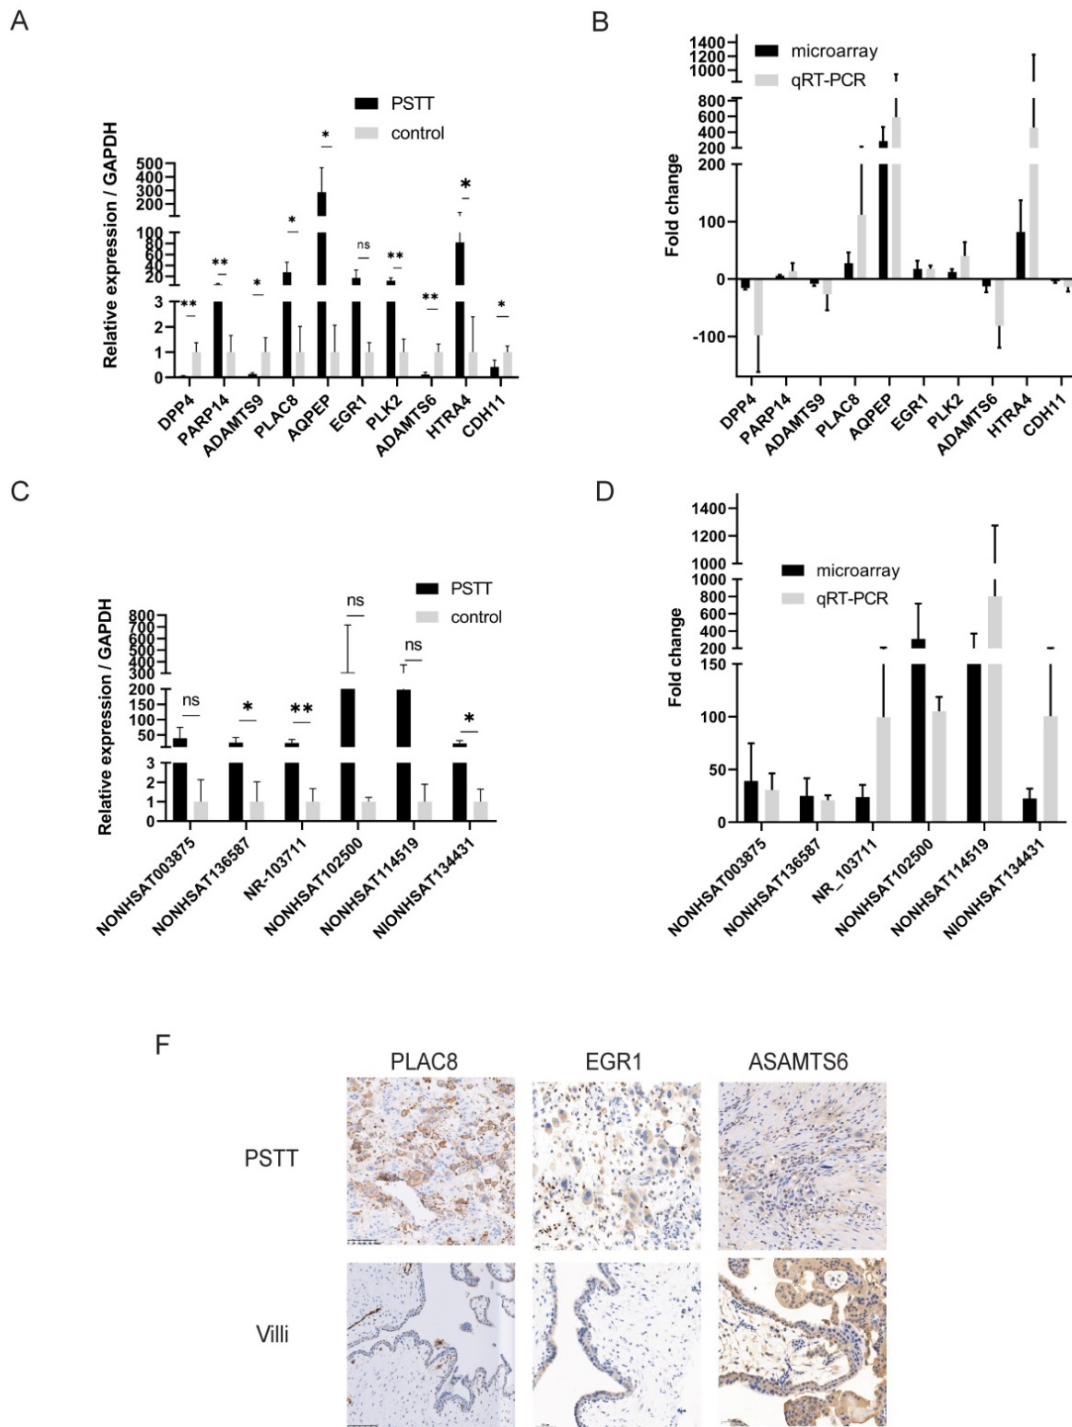 A
PSTT
control
Relative expression / GAPDH
500
400
300
200
100
100
80
60
40
20
3
2
1
0
**
**
*
*
*
ns
**
**
*
*
DPP4
PARP14
ADAMTS9
PLAC8
AQPEP
EGR1
PLK2
ADAMTS6
HTRA4
CDH11
B
microarray
qRT-PCR
Fold change
1400
1200
1000
800
600
400
200
200
100
0
-100
DPP4
PARP14
ADAMTS9
PLAC8
AQPEP
EGR1
PLK2
ADAMTS6
HTRA4
CDH11
C
PSTT
control
Relative expression / GAPDH
800
700
600
500
400
300
200
150
100
50
3
2
1
0
ns
*
**
ns
ns
*
NONHSAT003875
NONHSAT136587
NR-103711
NONHSAT102500
NONHSAT114519
NIONHSAT134431
D
microarray
qRT-PCR
Fold change
1400
1200
1000
1000
800
600
400
200
150
100
50
0
NONHSAT003875
NONHSAT136587
NR_103711
NONHSAT102500
NONHSAT114519
NIONHSAT134431
F
PLAC8
EGR1
ASAMTS6
PSTT
Villi